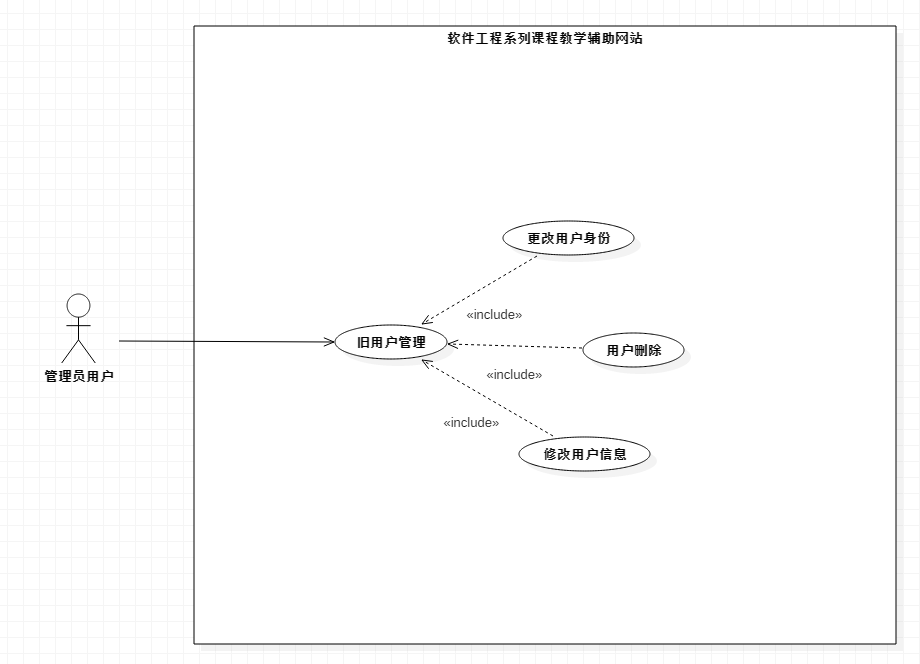 软件工程系列课程教学辅助网站
更改用户身份
«include»
旧用户管理
用户删除
管理员用户
«include»
«include»
修改用户信息